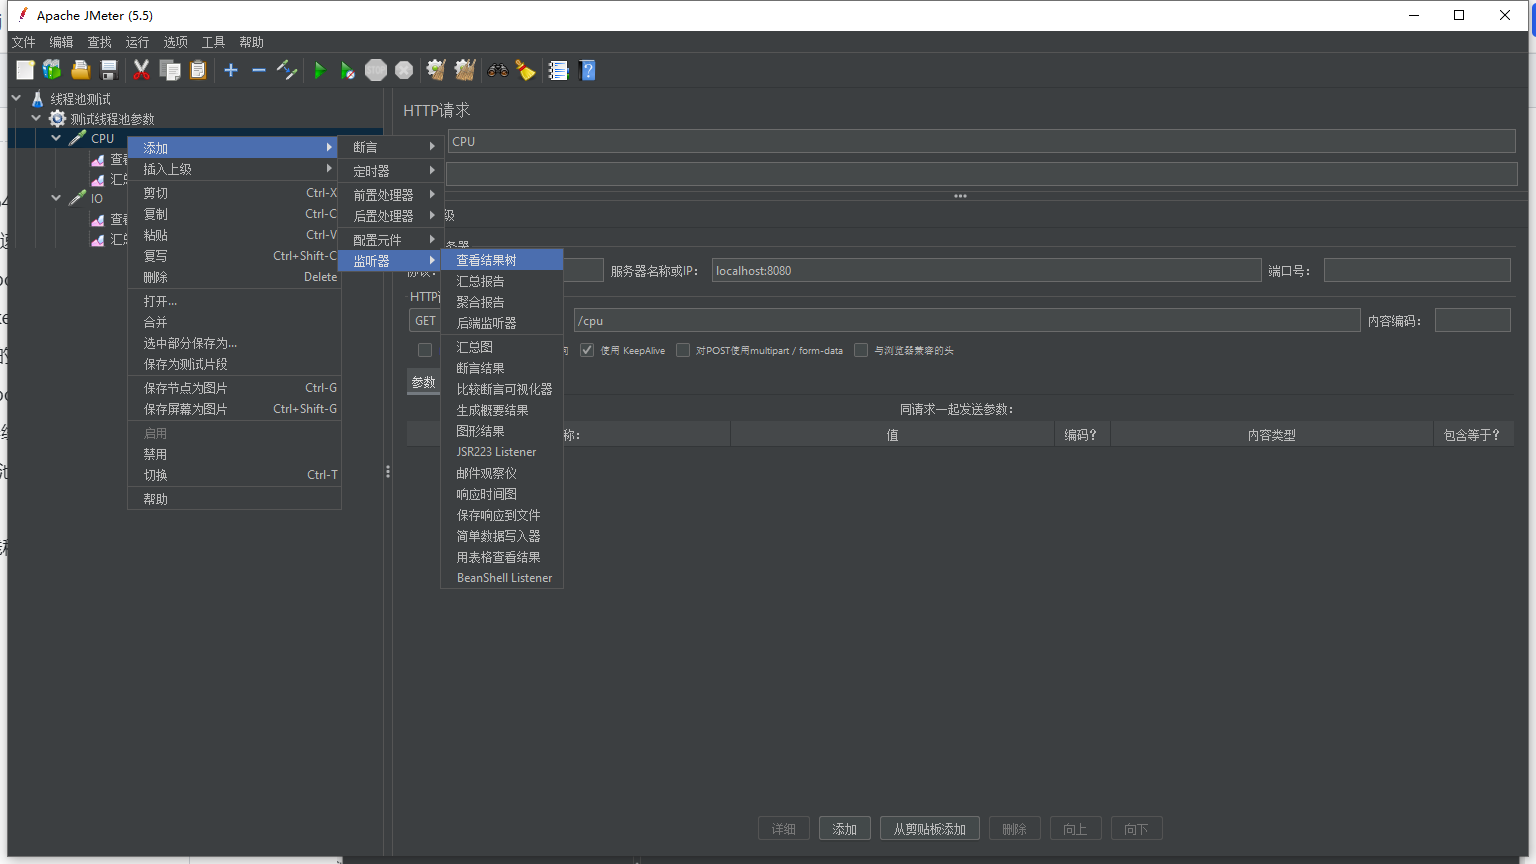 Apache JMeter (5.5)
文件 编辑 查找 运行 选项 工具 帮助
线程池测试
测试线程池参数
CPU
查看
汇总
IO
查看
汇总
添加
插入上级
剪切 Ctrl-X
复制 Ctrl-C
粘贴 Ctrl-V
复写 Ctrl+Shift-C
删除 Delete
打开...
合并
选中部分保存为...
保存为测试片段
保存节点为图片 Ctrl-G
保存屏幕为图片 Ctrl+Shift-G
启用
禁用
切换 Ctrl-T
帮助
断言
定时器
前置处理器
后置处理器
配置元件
监听器
查看结果树
汇总报告
聚合报告
后端监听器
汇总图
断言结果
比较断言可视化器
生成概要结果
图形结果
JSR223 Listener
邮件观察仪
响应时间图
保存响应到文件
简单数据写入器
用表格查看结果
BeanShell Listener
HTTP请求
CPU
级
务器
协议：
服务器名称或IP： localhost:8080 端口号：
HTTP
GET /cpu 内容编码：
向 使用 KeepAlive 对POST使用multipart / form-data 与浏览器兼容的头
参数
同请求一起发送参数：
称： 值 编码？ 内容类型 包含等于？
详细 添加 从剪贴板添加 删除 向上 向下